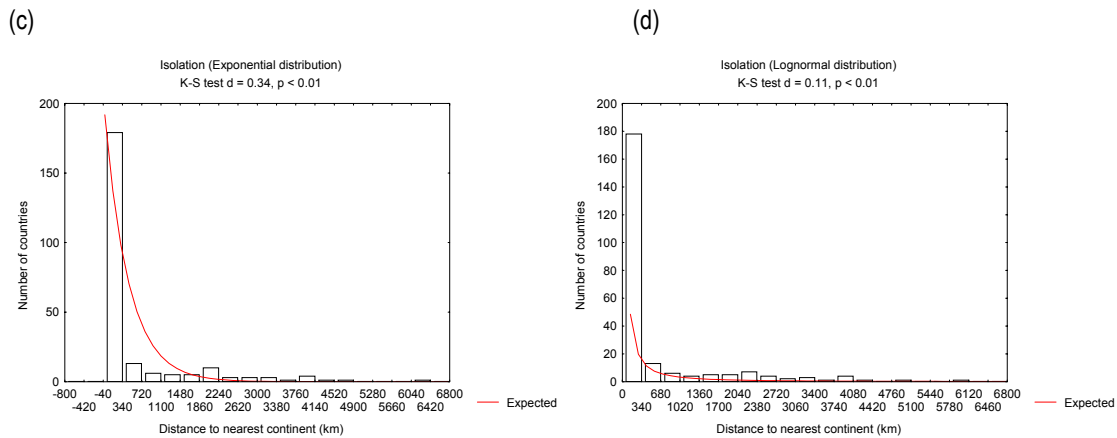 (c)
Isolation (Exponential distribution)
K-S test d = 0.34, p < 0.01
Number of countries
200
150
100
50
0
-800 -40 720 1480 2240 3000 3760 4520 5280 6040 6800
-420 340 1100 1860 2620 3380 4140 4900 5660 6420
Distance to nearest continent (km)
Expected
(d)
Isolation (Lognormal distribution)
K-S test d = 0.11, p < 0.01
Number of countries
200
180
160
140
120
100
80
60
40
20
0
0 680 1360 2040 2720 3400 4080 4760 5440 6120 6800
340 1020 1700 2380 3060 3740 4420 5100 5780 6460
Distance to nearest continent (km)
Expected